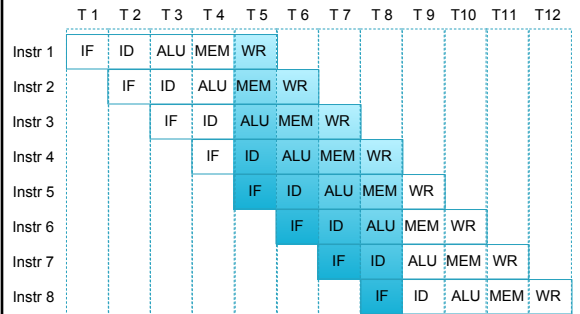 T 1 T 2 T 3 T 4 T 5 T 6 T 7 T 8 T 9 T10 T11 T12
Instr 1 IF ID ALU MEM WR
Instr 2 IF ID ALU MEM WR
Instr 3 IF ID ALU MEM WR
Instr 4 IF ID ALU MEM WR
Instr 5 IF ID ALU MEM WR
Instr 6 IF ID ALU MEM WR
Instr 7 IF ID ALU MEM WR
Instr 8 IF ID ALU MEM WR